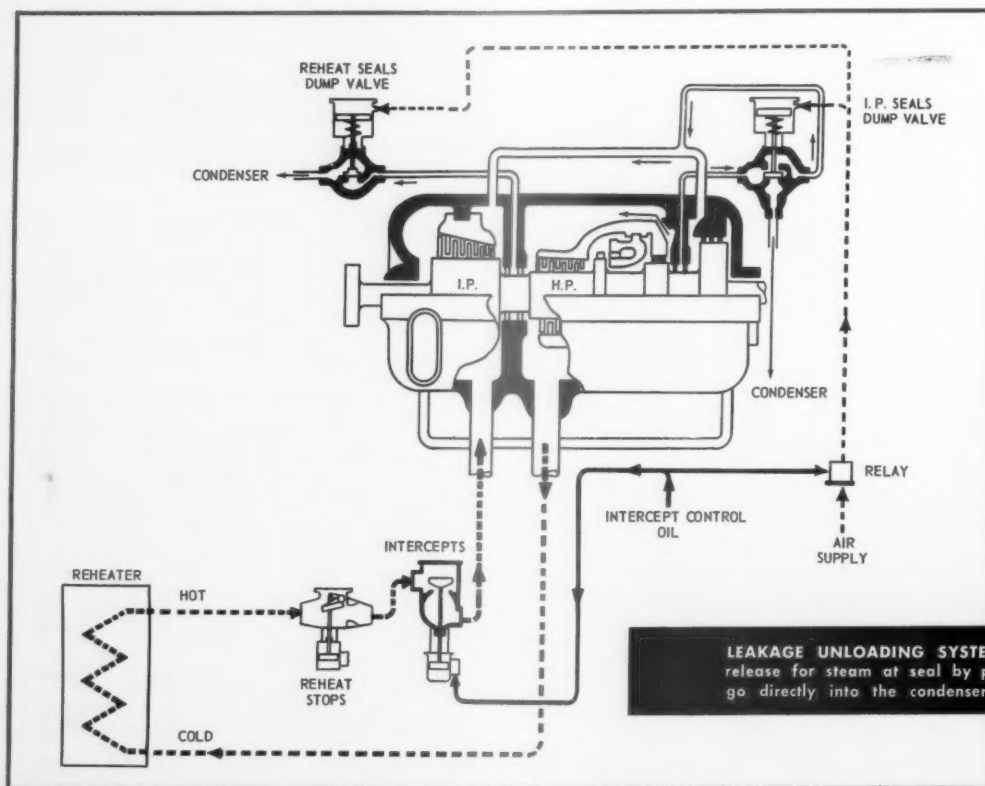 REHEAT SEALS
DUMP VALVE
I.P. SEALS
DUMP VALVE
CONDENSER
I.P.
H.P.
CONDENSER
RELAY
INTERCEPT CONTROL
OIL
AIR
SUPPLY
INTERCEPTS
REHEATER
HOT
REHEAT
STOPS
COLD
LEAKAGE UNLOADING
release for steam at seal by
go directly into the condenser